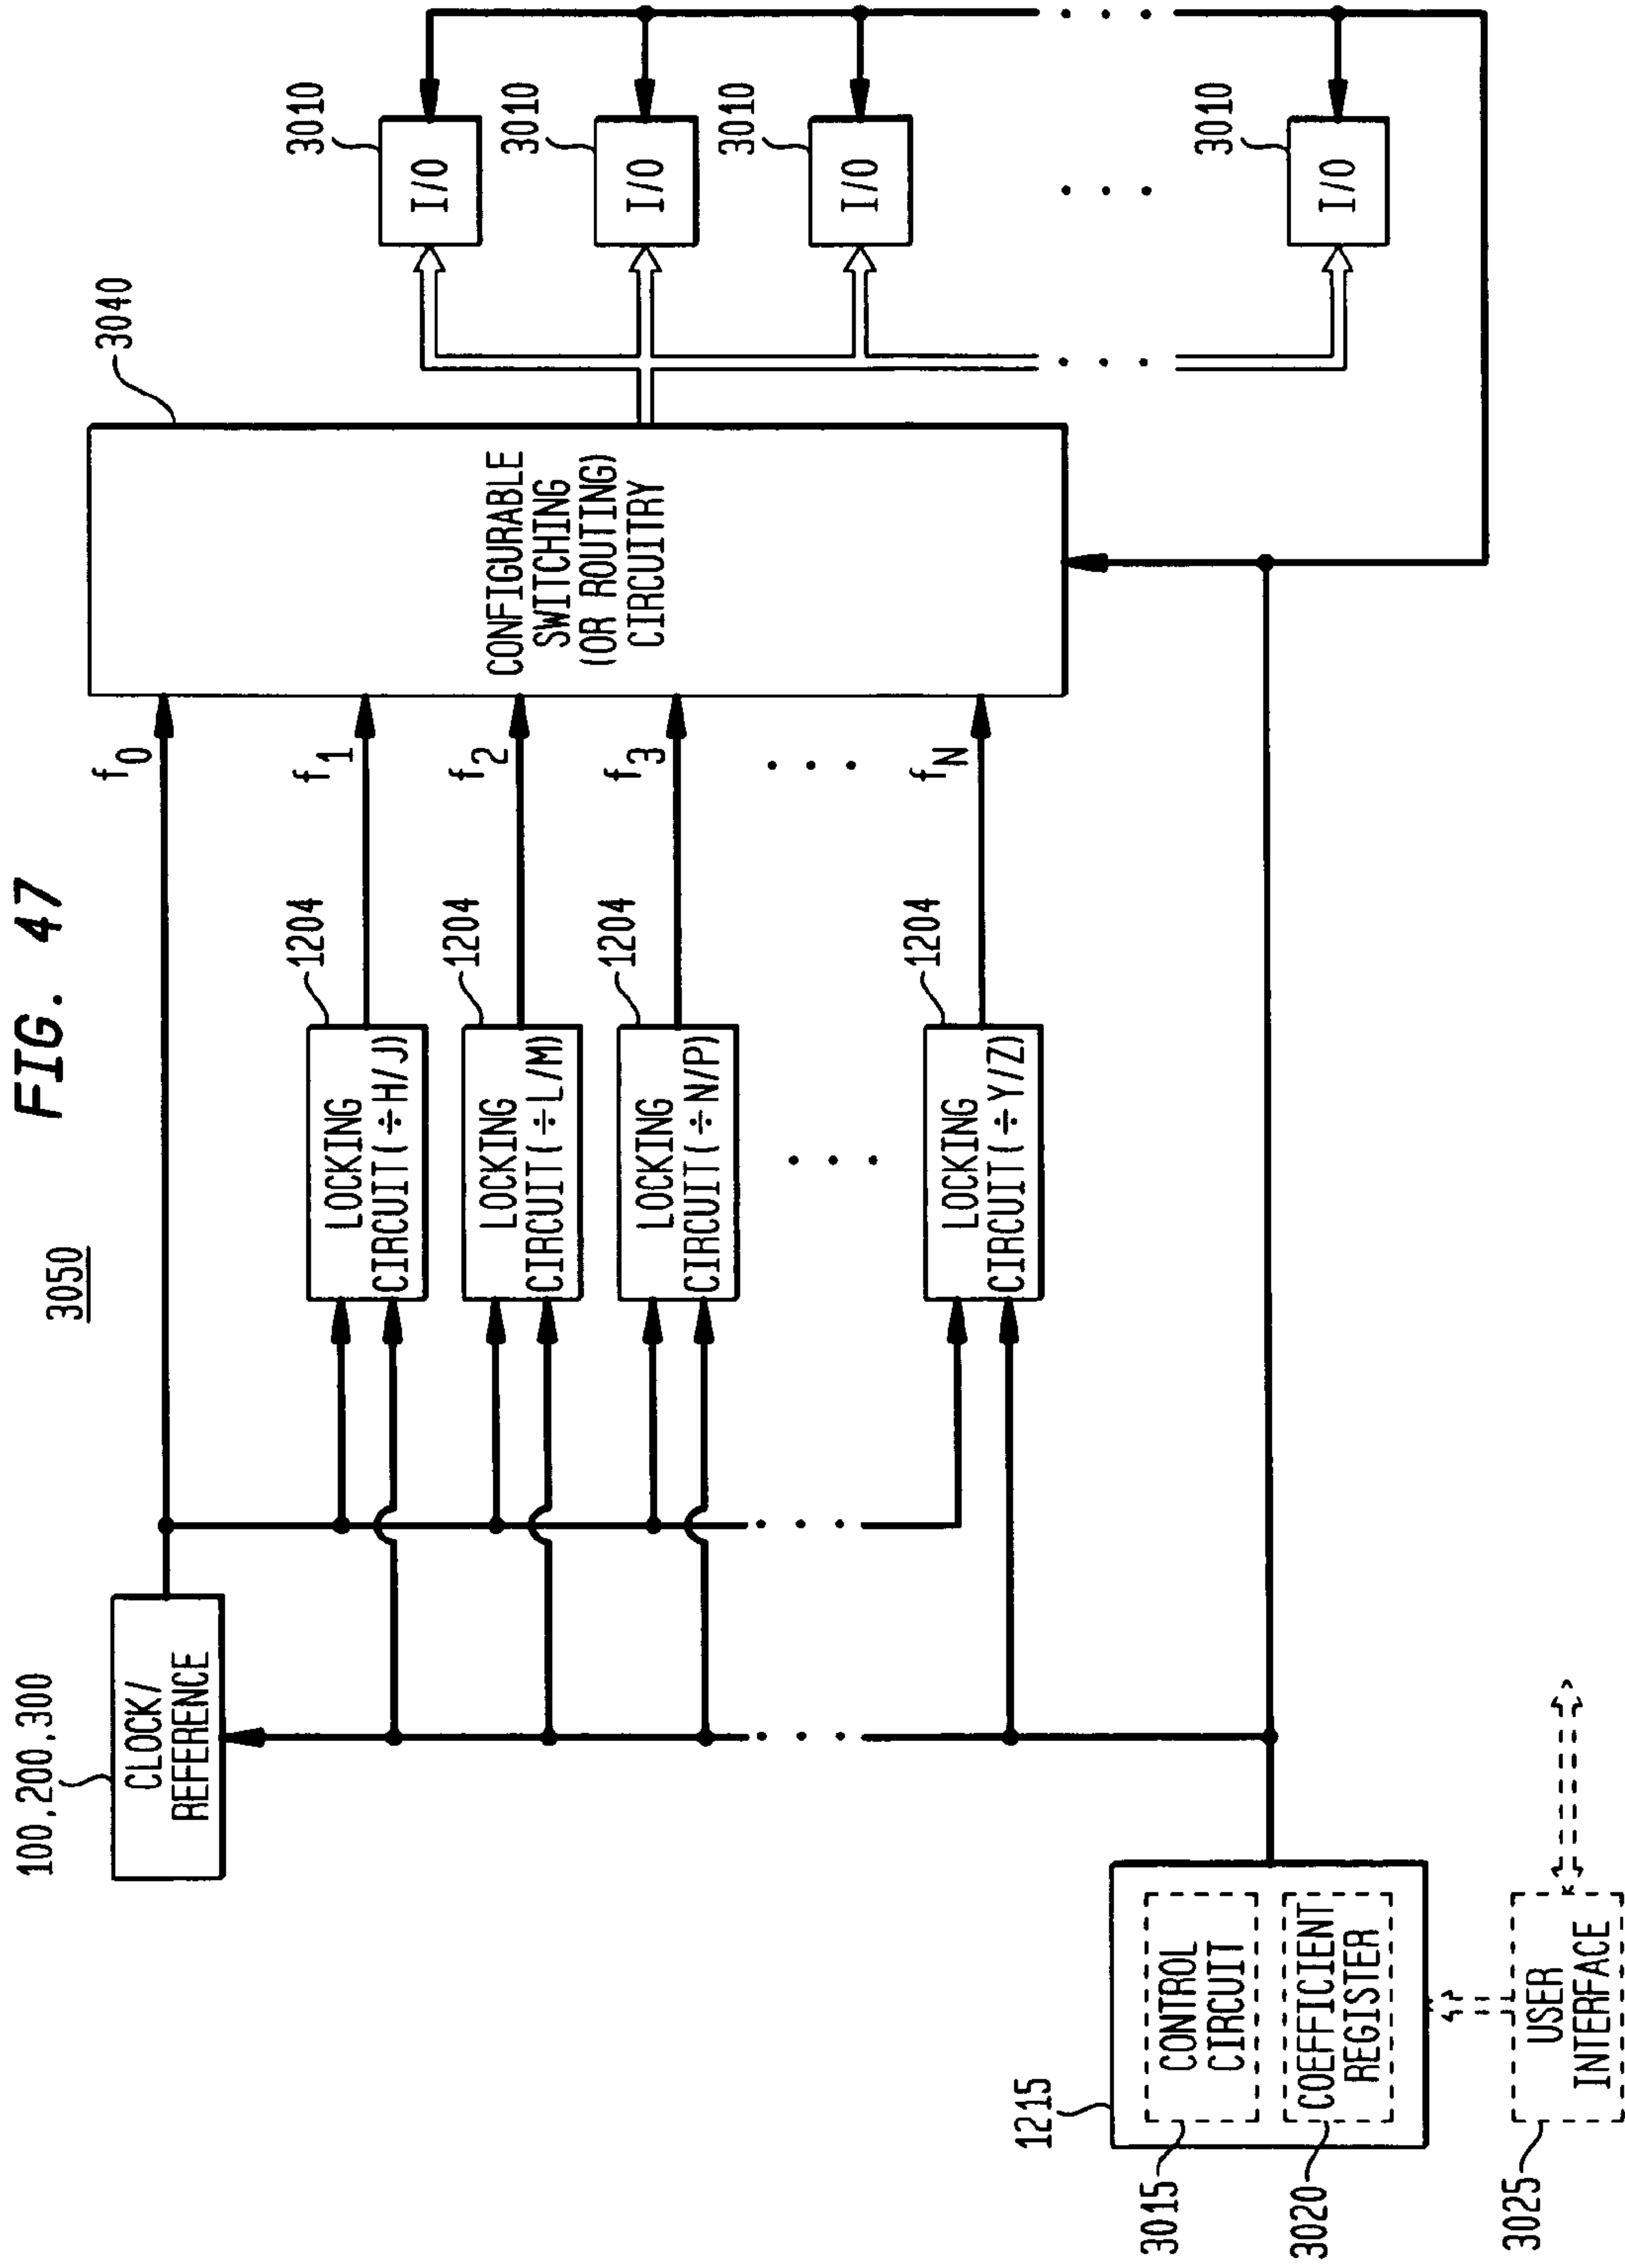 FIG. 47
3050
100,200,300
CLOCK/
REFERENCE
f0
3040
CONFIGURABLE
SWITCHING
(OR ROUTING)
CIRCUITRY
LOCKING
CIRCUIT(÷H/J)
1204
f1
LOCKING
CIRCUIT(÷L/M)
1204
f2
LOCKING
CIRCUIT(÷N/P)
1204
f3
LOCKING
CIRCUIT(÷Y/Z)
1204
fN
3010
I/O
3010
I/O
3010
I/O
3010
I/O
1215
3015
CONTROL
CIRCUIT
3020
COEFFICIENT
REGISTER
3025
USER
INTERFACE